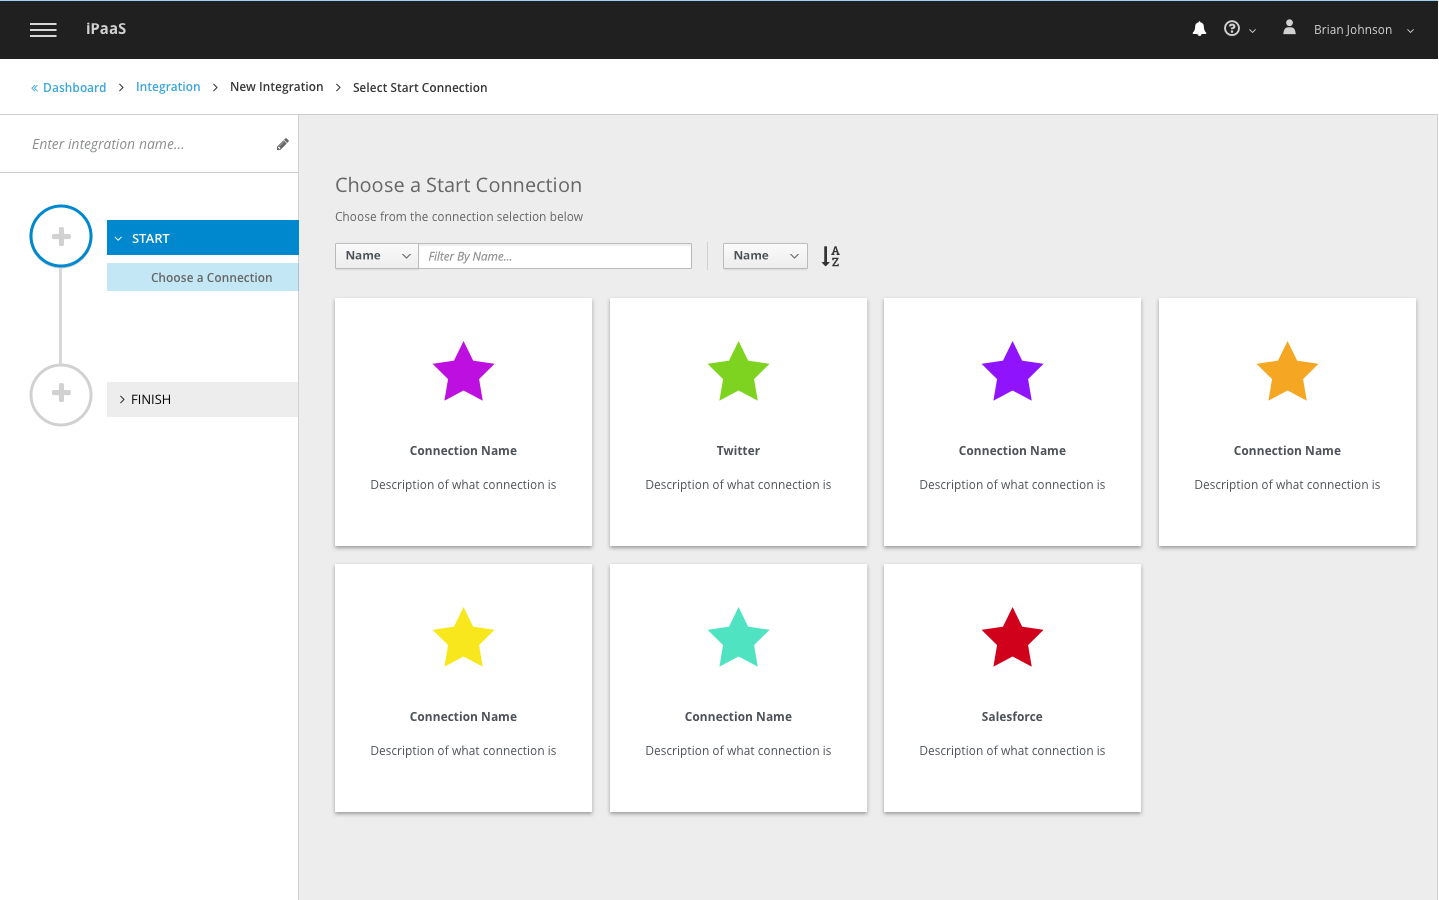 iPaaS
Brian Johnson
« Dashboard > Integration > New Integration > Select Start Connection
Enter integration name...
START
Choose a Connection
FINISH
Choose a Start Connection
Choose from the connection selection below
Name Filter By Name... Name A Z
Connection Name Twitter Connection Name Connection Name
Description of what connection is Description of what connection is Description of what connection is Description of what connection is
Connection Name Connection Name Salesforce
Description of what connection is Description of what connection is Description of what connection is